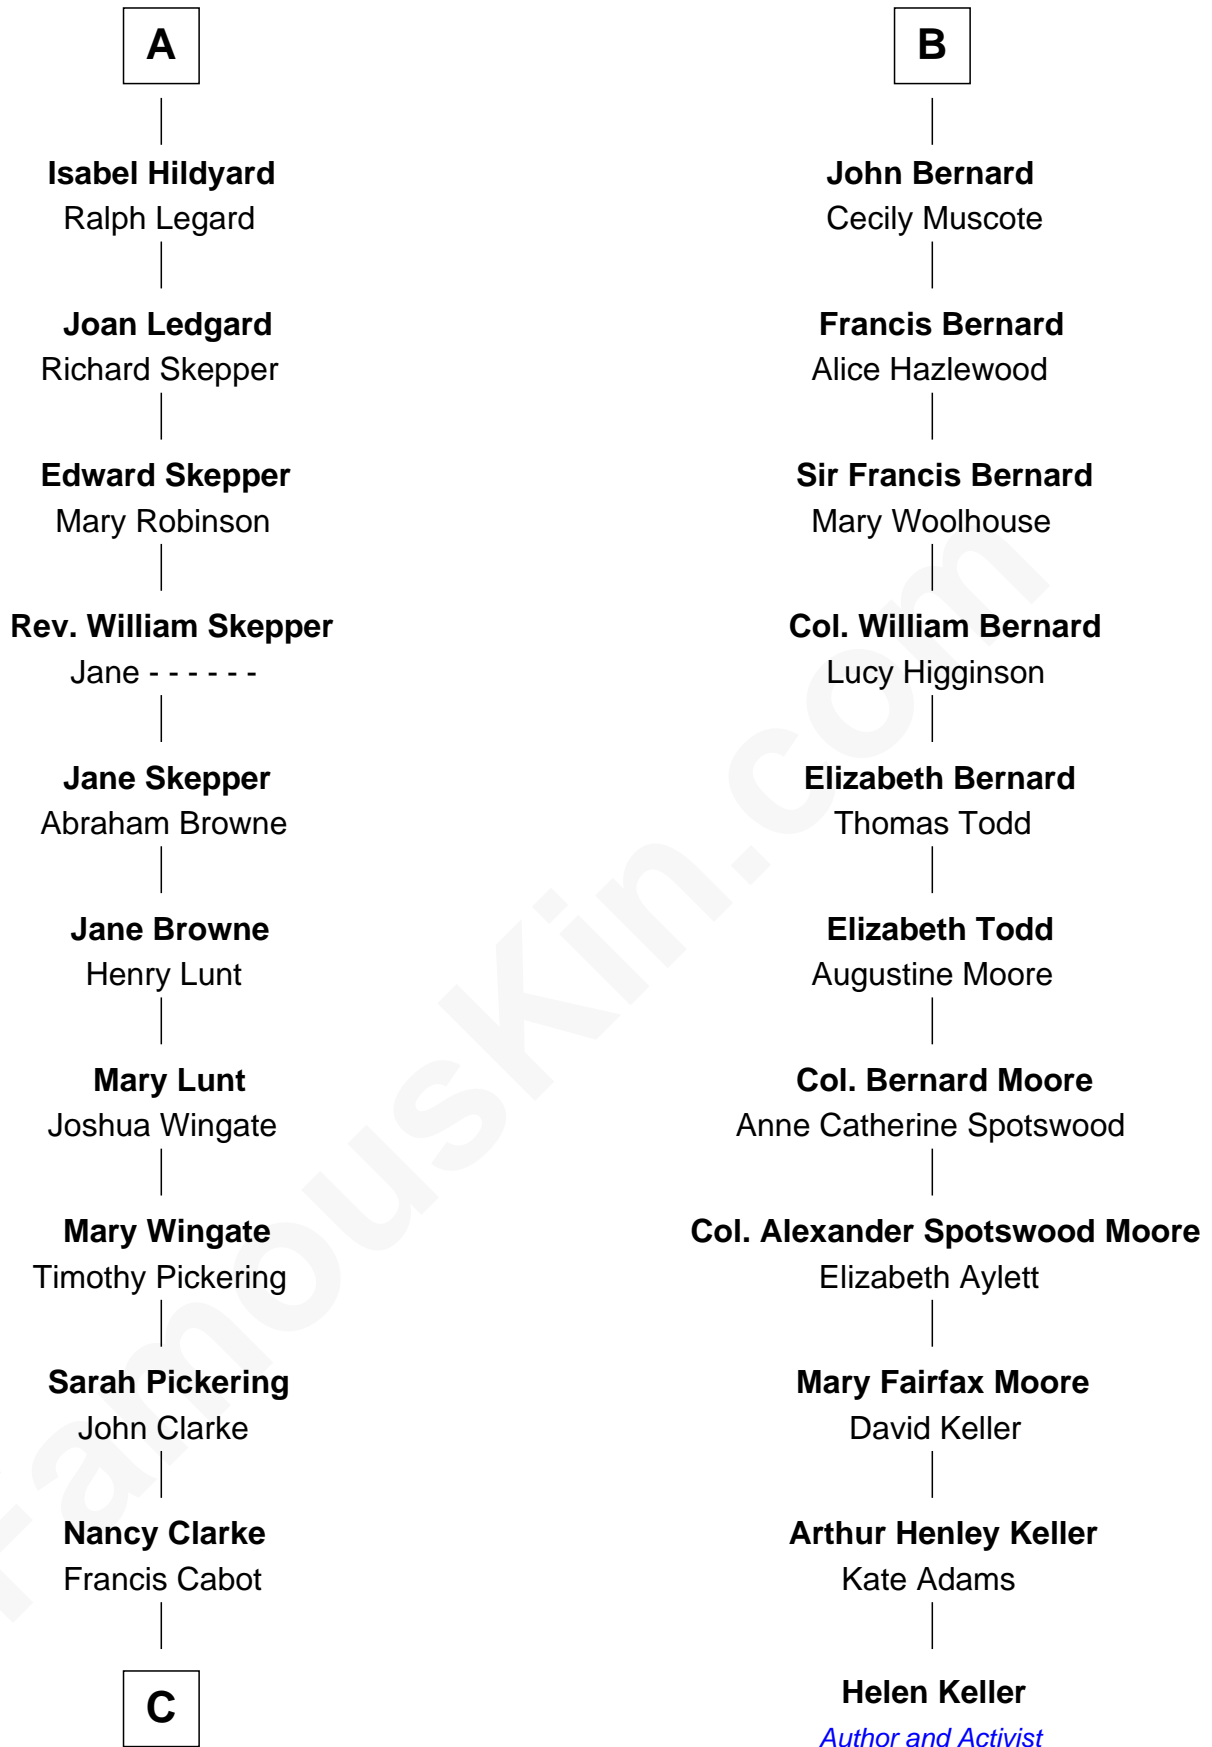 A
Isabel Hildyard
Ralph Legard
Joan Ledgard
Richard Skepper
Edward Skepper
Mary Robinson
Rev. William Skepper
Jane - - - - - -
Jane Skepper
Abraham Browne
Jane Browne
Henry Lunt
Mary Lunt
Joshua Wingate
Mary Wingate
Timothy Pickering
Sarah Pickering
John Clarke
Nancy Clarke
Francis Cabot
C
B
John Bernard
Cecily Muscote
Francis Bernard
Alice Hazlewood
Sir Francis Bernard
Mary Woolhouse
Col. William Bernard
Lucy Higginson
Elizabeth Bernard
Thomas Todd
Elizabeth Todd
Augustine Moore
Col. Bernard Moore
Anne Catherine Spotswood
Col. Alexander Spotswood Moore
Elizabeth Aylett
Mary Fairfax Moore
David Keller
Arthur Henley Keller
Kate Adams
Helen Keller
Author and Activist
FamousKin.com